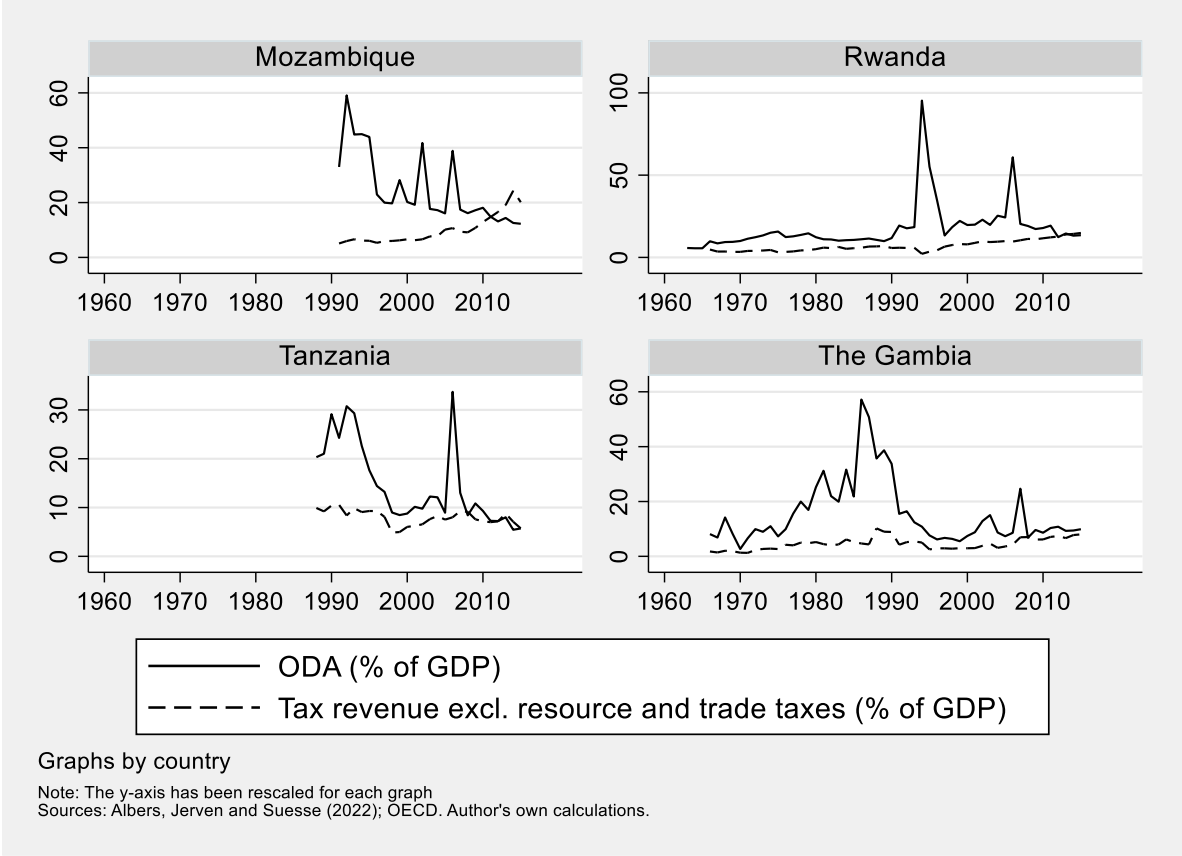 Mozambique
Rwanda
60
40
20
0
1960 1970 1980 1990 2000 2010
100
50
0
1960 1970 1980 1990 2000 2010
Tanzania
The Gambia
30
20
10
0
1960 1970 1980 1990 2000 2010
60
40
20
0
1960 1970 1980 1990 2000 2010
ODA (% of GDP)
Tax revenue excl. resource and trade taxes (% of GDP)
Graphs by country
Note: The y-axis has been rescaled for each graph
Sources: Albers, Jerven and Suesse (2022); OECD. Author's own calculations.